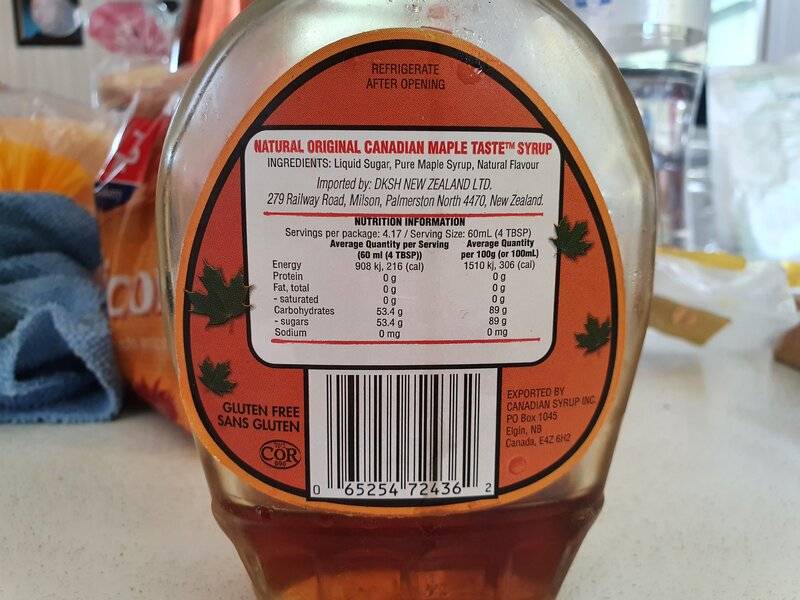 REFRIGERATE
AFTER OPENING
NATURAL ORIGINAL CANADIAN MAPLE TASTE™ SYRUP
INGREDIENTS: Liquid Sugar, Pure Maple Syrup, Natural Flavour
Imported by: DKSH NEW ZEALAND LTD.
279 Railway Road, Milson, Palmerston North 4470, New Zealand.
NUTRITION INFORMATION
Servings per package: 4.17 / Serving Size: 60mL (4 TBSP)
Average Quantity per Serving Average Quantity
(60 ml (4 TBSP)) per 100g (or 100mL)
Energy 908 kj, 216 (cal) 1510 kj, 306 (cal)
Protein 0 g 0 g
Fat, total 0 g 0 g
- saturated 0 g 0 g
Carbohydrates 53.4 g 89 g
- sugars 53.4 g 89 g
Sodium 0 mg 0 mg
GLUTEN FREE
SANS GLUTEN
COR
EXPORTED BY
CANADIAN SYRUP INC.
PO Box 1045
Elgin, NB
Canada, E4Z 6H2
0 65254 72436 2